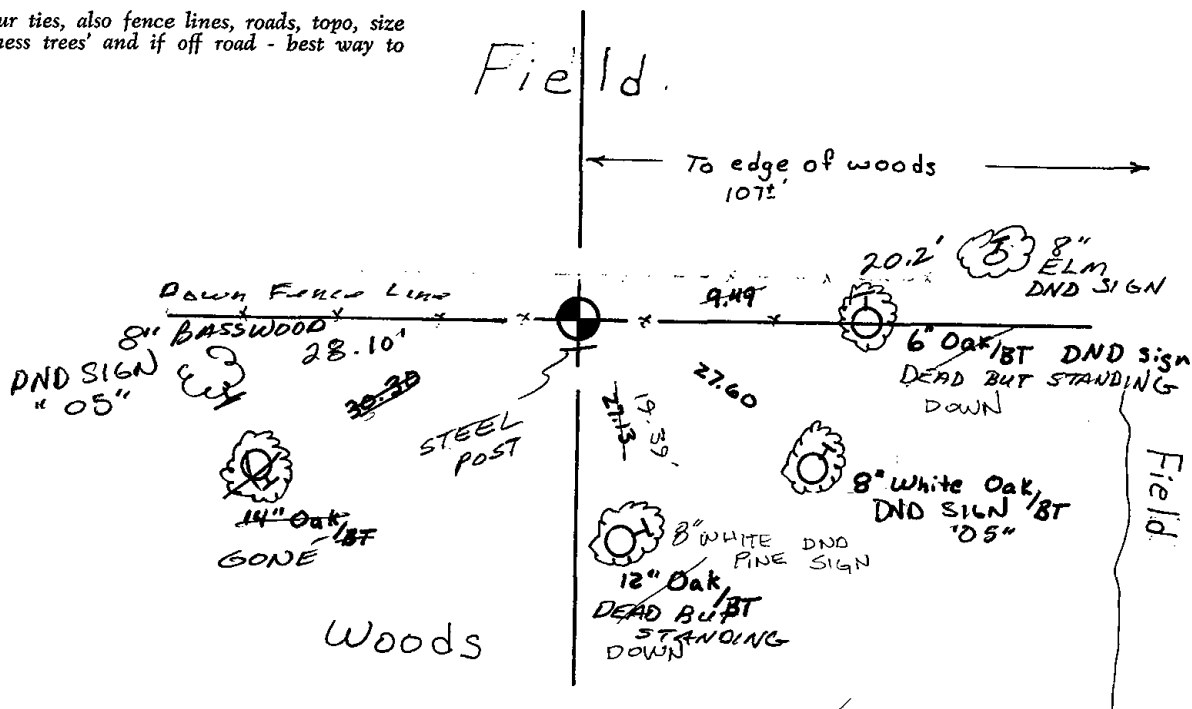 ur ties, also fence lines, roads, topo, size
ness trees' and if off road - best way to
Field.
To edge of woods
107±'
20.2'
8"
ELM
DND SIGN
Down Fence Line
9.49
8" BASSWOOD
28.10'
DND SIGN
"05"
30.30
6" Oak/BT DND sign
DEAD BUT STANDING
DOWN
27.60
27.13
19.39'
STEEL
POST
14" Oak/BT
GONE
8" White Oak/BT
DND SIGN
'05"
8" WHITE DND
PINE SIGN
12" Oak/BT
DEAD BUT
STANDING
DOWN
Field
Woods